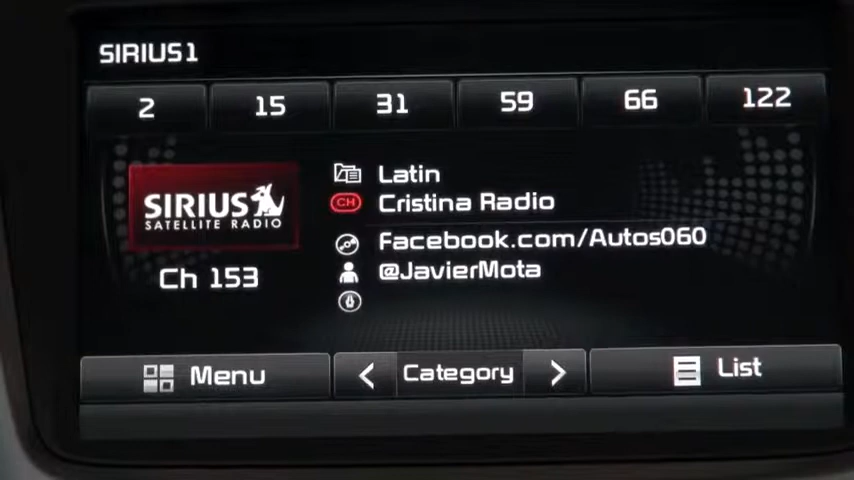 SIRIUS1
2 15 31 59 66 122
Latin
SIRIUS
SATELLITE RADIO
CH Cristina Radio
Facebook.com/Autos060
Ch 153
@JavierMota
Menu < Category > List